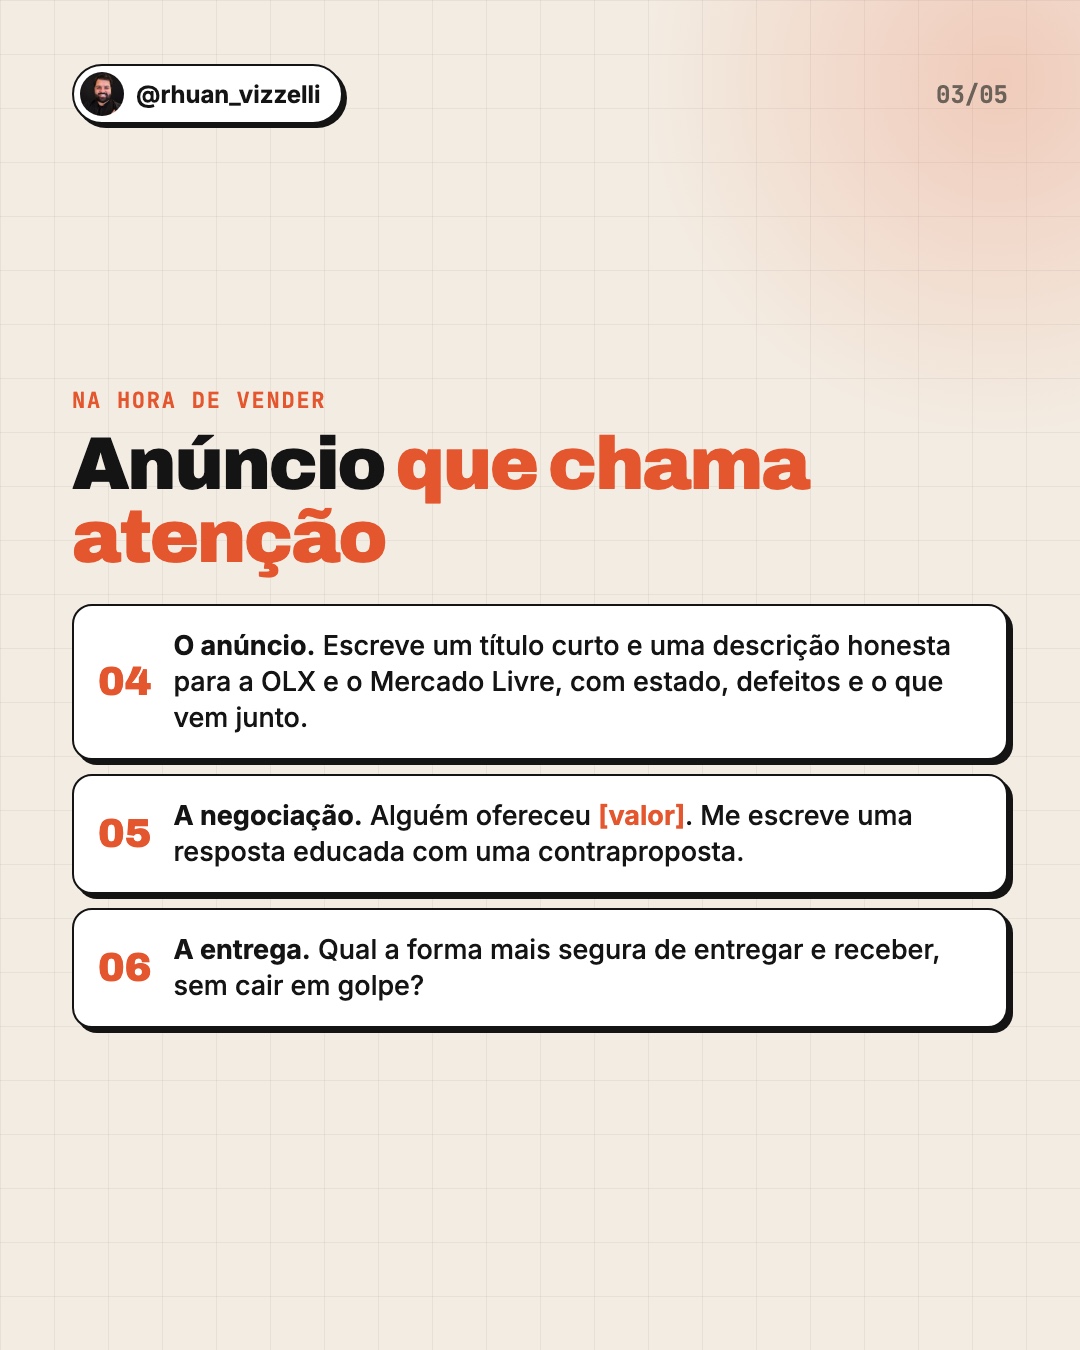 @rhuan_vizzelli
03/05
NA HORA DE VENDER
Anúncio que chama
atenção
04
O anúncio. Escreve um título curto e uma descrição honesta
para a OLX e o Mercado Livre, com estado, defeitos e o que
vem junto.
05
A negociação. Alguém ofereceu [valor]. Me escreve uma
resposta educada com uma contraproposta.
06
A entrega. Qual a forma mais segura de entregar e receber,
sem cair em golpe?